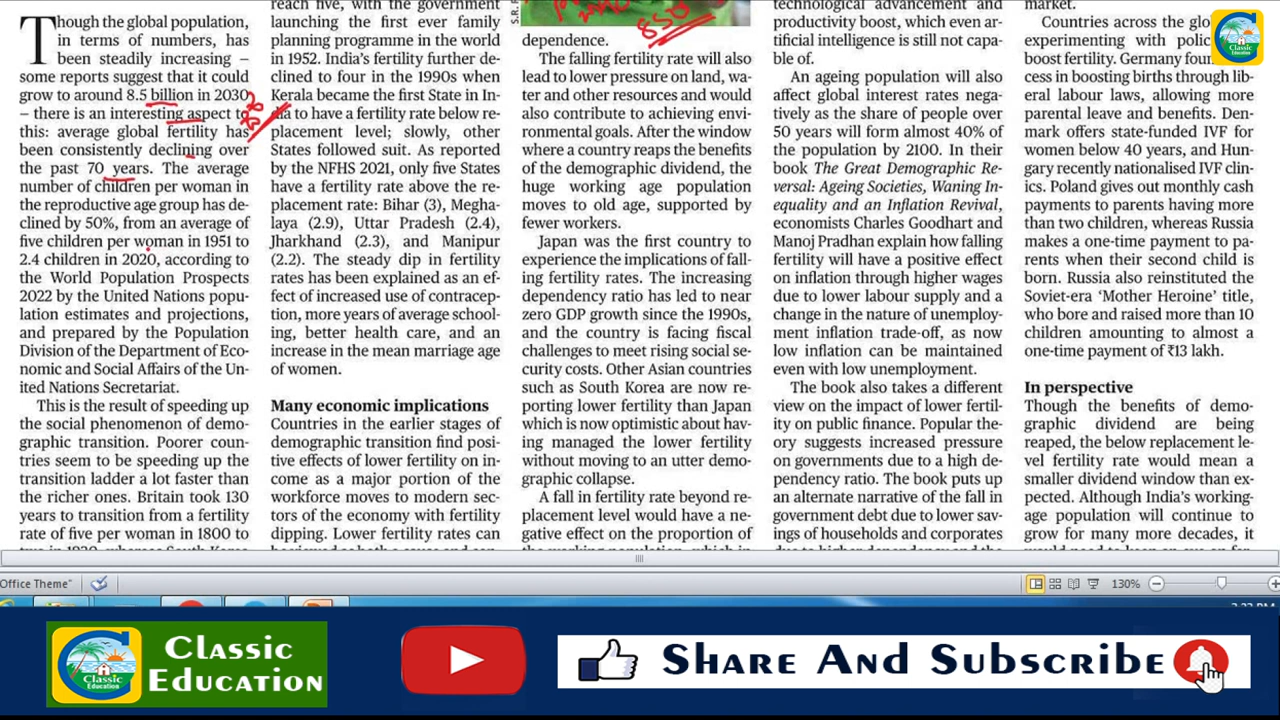 Though the global population,
in terms of numbers, has
been steadily increasing –
some reports suggest that it could
grow to around 8.5 billion in 2030
– there is an interesting aspect to
this: average global fertility has
been consistently declining over
the past 70 years. The average
number of children per woman in
the reproductive age group has de-
clined by 50%, from an average of
five children per woman in 1951 to
2.4 children in 2020, according to
the World Population Prospects
2022 by the United Nations popu-
lation estimates and projections,
and prepared by the Population
Division of the Department of Eco-
nomic and Social Affairs of the Un-
ited Nations Secretariat.
This is the result of speeding up
the social phenomenon of demo-
graphic transition. Poorer coun-
tries seem to be speeding up the
transition ladder a lot faster than
the richer ones. Britain took 130
years to transition from a fertility
rate of five per woman in 1800 to
reach five, with the government
launching the first ever family
planning programme in the world
in 1952. India's fertility further de-
clined to four in the 1990s when
Kerala became the first State in In-
dia to have a fertility rate below re-
placement level; slowly, other
States followed suit. As reported
by the NFHS 2021, only five States
have a fertility rate above the re-
placement rate: Bihar (3), Megha-
laya (2.9), Uttar Pradesh (2.4),
Jharkhand (2.3), and Manipur
(2.2). The steady dip in fertility
rates has been explained as an ef-
fect of increased use of contracep-
tion, more years of average school-
ing, better health care, and an
increase in the mean marriage age
of women.
Many economic implications
Countries in the earlier stages of
demographic transition find posi-
tive effects of lower fertility on in-
come as a major portion of the
workforce moves to modern sec-
tors of the economy with fertility
dipping. Lower fertility rates can
850
dependence.
The falling fertility rate will also
lead to lower pressure on land, wa-
ter and other resources and would
also contribute to achieving envi-
ronmental goals. After the window
where a country reaps the benefits
of the demographic dividend, the
huge working age population
moves to old age, supported by
fewer workers.
Japan was the first country to
experience the implications of fall-
ing fertility rates. The increasing
dependency ratio has led to near
zero GDP growth since the 1990s,
and the country is facing fiscal
challenges to meet rising social se-
curity costs. Other Asian countries
such as South Korea are now re-
porting lower fertility than Japan
which is now optimistic about hav-
ing managed the lower fertility
without moving to an utter demo-
graphic collapse.
A fall in fertility rate beyond re-
placement level would have a ne-
gative effect on the proportion of
technological advancement and
productivity boost, which even ar-
tificial intelligence is still not capa-
ble of.
An ageing population will also
affect global interest rates nega-
tively as the share of people over
50 years will form almost 40% of
the population by 2100. In their
book The Great Demographic Re-
versal: Ageing Societies, Waning In-
equality and an Inflation Revival,
economists Charles Goodhart and
Manoj Pradhan explain how falling
fertility will have a positive effect
on inflation through higher wages
due to lower labour supply and a
change in the nature of unemploy-
ment inflation trade-off, as now
low inflation can be maintained
even with low unemployment.
The book also takes a different
view on the impact of lower fertil-
ity on public finance. Popular the-
ory suggests increased pressure
on governments due to a high de-
pendency ratio. The book puts up
an alternate narrative of the fall in
government debt due to lower sav-
ings of households and corporates
market.
Countries across the
experimenting with
boost fertility. Germany
cess in boosting births through lib-
eral labour laws, allowing more
parental leave and benefits. Den-
mark offers state-funded IVF for
women below 40 years, and Hun-
gary recently nationalised IVF clin-
ics. Poland gives out monthly cash
payments to parents having more
than two children, whereas Russia
makes a one-time payment to pa-
rents when their second child is
born. Russia also reinstituted the
Soviet-era ‘Mother Heroine’ title,
who bore and raised more than 10
children amounting to almost a
one-time payment of ₹13 lakh.
In perspective
Though the benefits of demo-
graphic dividend are being
reaped, the below replacement le-
vel fertility rate would mean a
smaller dividend window than ex-
pected. Although India's working-
age population will continue to
grow for many more decades, it
Classic
Education
Office Theme"
130%
Classic
Education
Classic
Education
Share And Subscribe